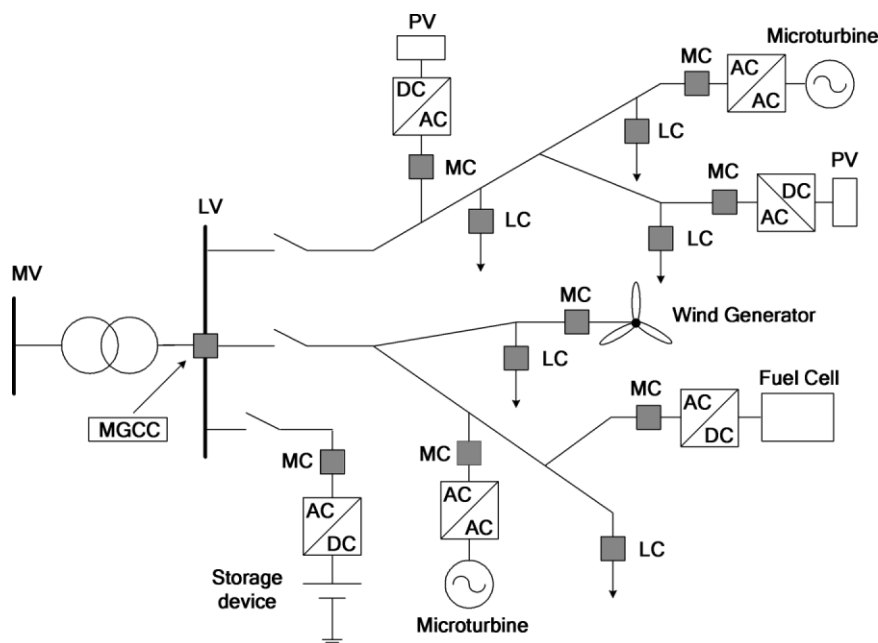 PV
Microturbine
MC
DC
AC
AC
AC
LC
MC
PV
MC
LV
DC
AC
LC
LC
MV
MC
Wind Generator
LC
Fuel Cell
MC
MGCC
AC
DC
MC
MC
AC
DC
AC
AC
LC
Storage
device
Microturbine